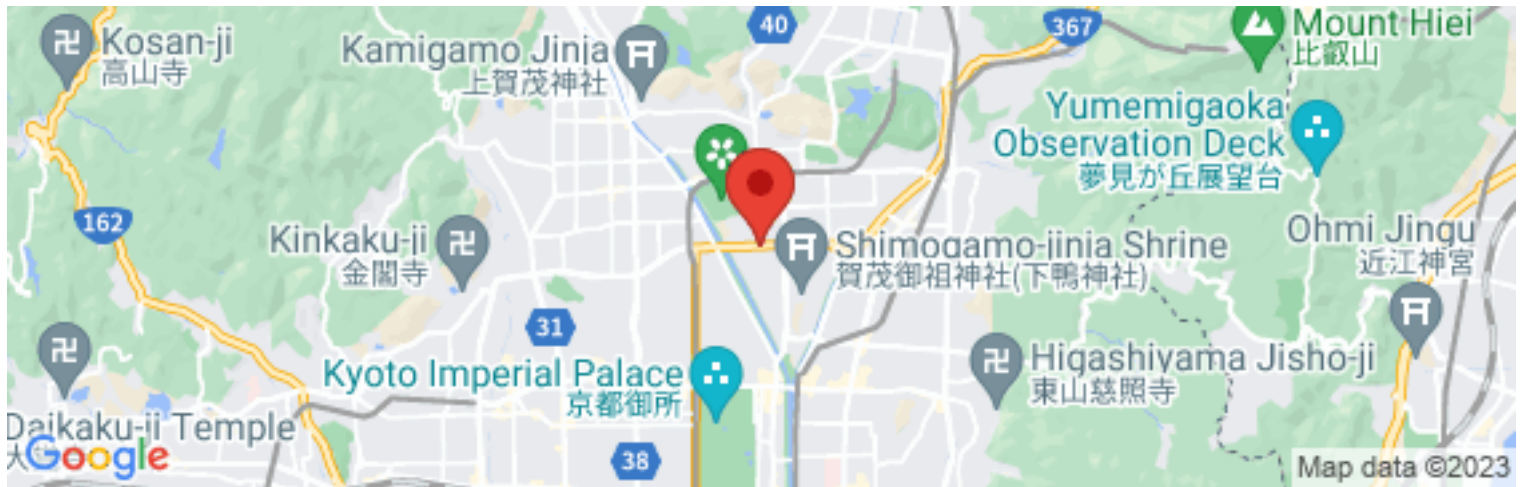 Kosan-ji
高山寺
Kamigamo Jinja
上賀茂神社
40
367
Mount Hiei
比叡山
Yumemigaoka
Observation Deck
夢見が丘展望台
162
Kinkaku-ji
金閣寺
Shimogamo-jinja Shrine
賀茂御祖神社(下鴨神社)
Ohmi Jingu
近江神宮
31
Kyoto Imperial Palace
京都御所
Higashiyama Jisho-ji
東山慈照寺
Daikaku-ji Temple
大
Google
38
Map data ©2023